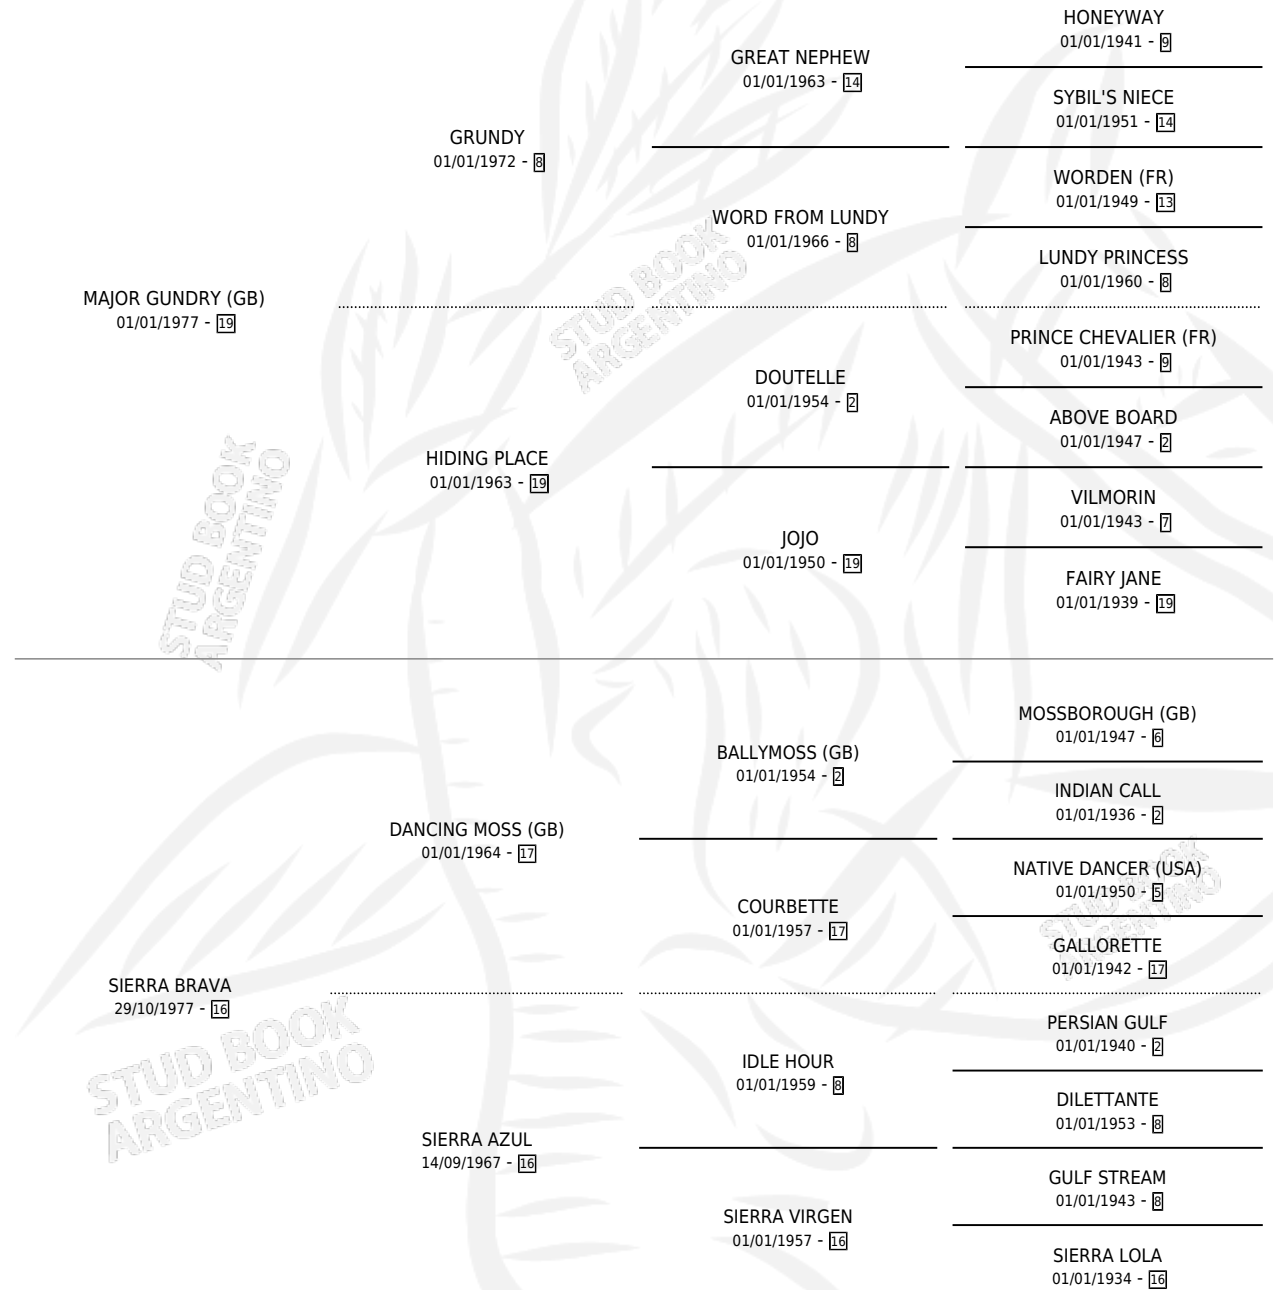 HONEYWAY
01/01/1941 - 9
GREAT NEPHEW
01/01/1963 - 14
SYBIL'S NIECE
01/01/1951 - 14
GRUNDY
01/01/1972 - 8
WORDEN (FR)
01/01/1949 - 13
WORD FROM LUNDY
01/01/1966 - 8
LUNDY PRINCESS
01/01/1960 - 8
MAJOR GUNDRY (GB)
01/01/1977 - 19
PRINCE CHEVALIER (FR)
01/01/1943 - 9
DOUTELLE
01/01/1954 - 2
ABOVE BOARD
01/01/1947 - 2
HIDING PLACE
01/01/1963 - 19
VILMORIN
01/01/1943 - 7
JOJO
01/01/1950 - 19
FAIRY JANE
01/01/1939 - 19
MOSSBOROUGH (GB)
01/01/1947 - 6
BALLYMOSS (GB)
01/01/1954 - 2
INDIAN CALL
01/01/1936 - 2
DANCING MOSS (GB)
01/01/1964 - 17
NATIVE DANCER (USA)
01/01/1950 - 5
COURBETTE
01/01/1957 - 17
GALLORETTE
01/01/1942 - 17
SIERRA BRAVA
29/10/1977 - 16
PERSIAN GULF
01/01/1940 - 2
IDLE HOUR
01/01/1959 - 8
DILETTANTE
01/01/1953 - 8
SIERRA AZUL
14/09/1967 - 16
GULF STREAM
01/01/1943 - 8
SIERRA VIRGEN
01/01/1957 - 16
SIERRA LOLA
01/01/1934 - 16
STUD BOOK
ARGENTINO
STUD BOOK
ARGENTINO
STUD BOOK
ARGENTINO
STUD BOOK
ARGENTINO